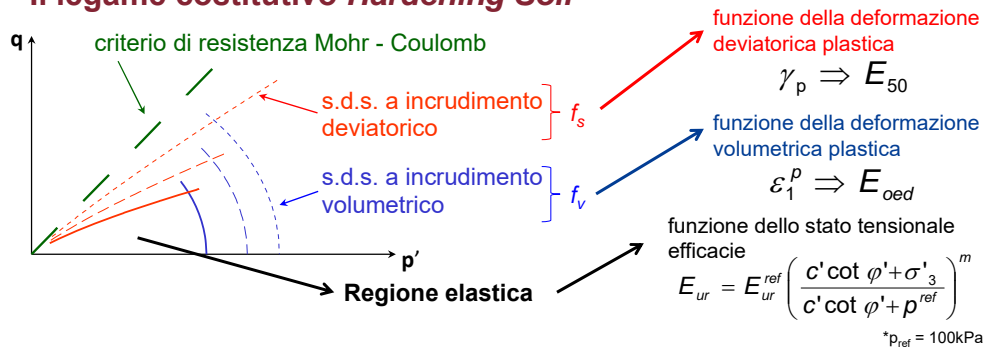 Il legame costitutivo Hardening Soil
q
criterio di resistenza Mohr - Coulomb
s.d.s. a incrudimento
deviatorico
f_s
s.d.s. a incrudimento
volumetrico
f_v
p'
Regione elastica
funzione della deformazione
deviatorica plastica
γ_p ⇒ E_50
funzione della deformazione
volumetrica plastica
ε_1^p ⇒ E_oed
funzione dello stato tensionale
efficacie
E_ur = E_ur^ref ( (c' cot φ' + σ'_3) / (c' cot φ' + p^ref) )^m
*p_ref = 100kPa